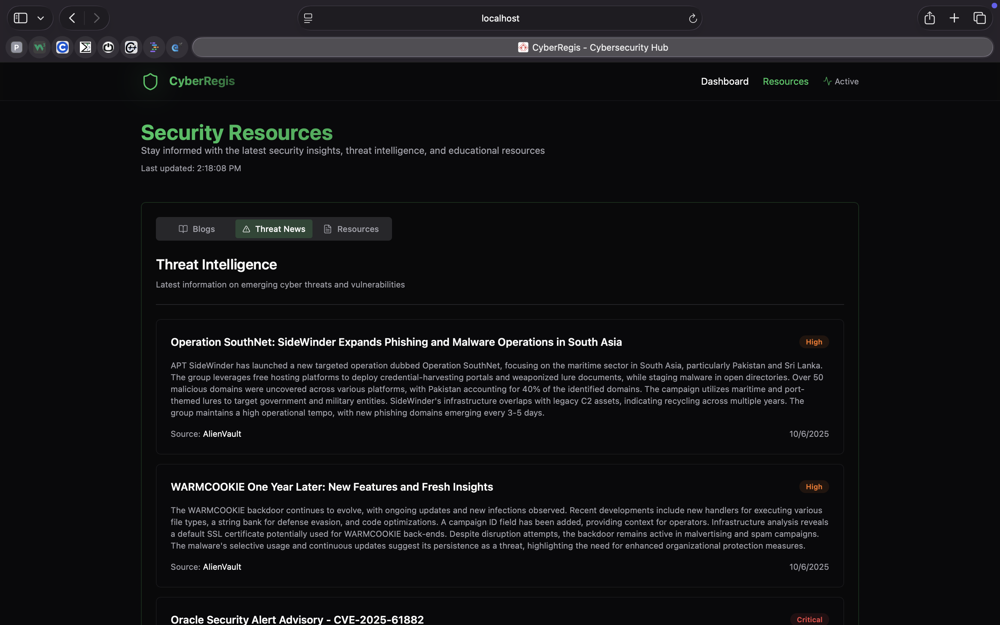 localhost
P
W3
C
C++
e
CyberRegis - Cybersecurity Hub
CyberRegis
Dashboard
Resources
Active
Security Resources
Stay informed with the latest security insights, threat intelligence, and educational resources
Last updated: 2:18:08 PM
Blogs
Threat News
Resources
Threat Intelligence
Latest information on emerging cyber threats and vulnerabilities
Operation SouthNet: SideWinder Expands Phishing and Malware Operations in South Asia
High
APT SideWinder has launched a new targeted operation dubbed Operation SouthNet, focusing on the maritime sector in South Asia, particularly Pakistan and Sri Lanka.
The group leverages free hosting platforms to deploy credential-harvesting portals and weaponized lure documents, while staging malware in open directories. Over 50
malicious domains were uncovered across various platforms, with Pakistan accounting for 40% of the identified domains. The campaign utilizes maritime and port-
themed lures to target government and military entities. SideWinder's infrastructure overlaps with legacy C2 assets, indicating recycling across multiple years. The
group maintains a high operational tempo, with new phishing domains emerging every 3-5 days.
Source: AlienVault
10/6/2025
WARMCOOKIE One Year Later: New Features and Fresh Insights
High
The WARMCOOKIE backdoor continues to evolve, with ongoing updates and new infections observed. Recent developments include new handlers for executing various
file types, a string bank for defense evasion, and code optimizations. A campaign ID field has been added, providing context for operators. Infrastructure analysis reveals
a default SSL certificate potentially used for WARMCOOKIE back-ends. Despite disruption attempts, the backdoor remains active in malvertising and spam campaigns.
The malware's selective usage and continuous updates suggest its persistence as a threat, highlighting the need for enhanced organizational protection measures.
Source: AlienVault
10/6/2025
Oracle Security Alert Advisory - CVE-2025-61882
Critical